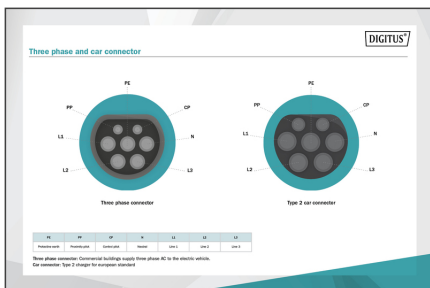 DIGITUS®
Three phase and car connector
PE
PP
CP
L1
N
L2
L3
Three phase connector
PE
PP
CP
L1
N
L2
L3
Type 2 car connector
PE PP CP N L1 L2 L3
Protective earth Proximity pilot Control pilot Neutral Line 1 Line 2 Line 3
Three phase connector: Commercial buildings supply three phase AC to the electric vehicle.
Car connector: Type 2 charger for european standard